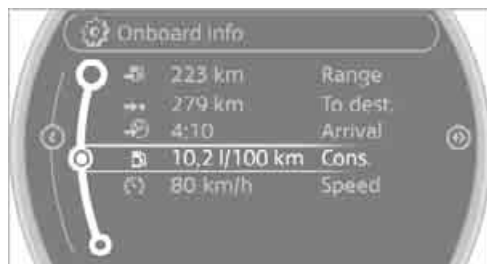 Onboard info
223 km Range
279 km To dest.
4:10 Arrival
10,2 l/100 km Cons.
80 km/h Speed